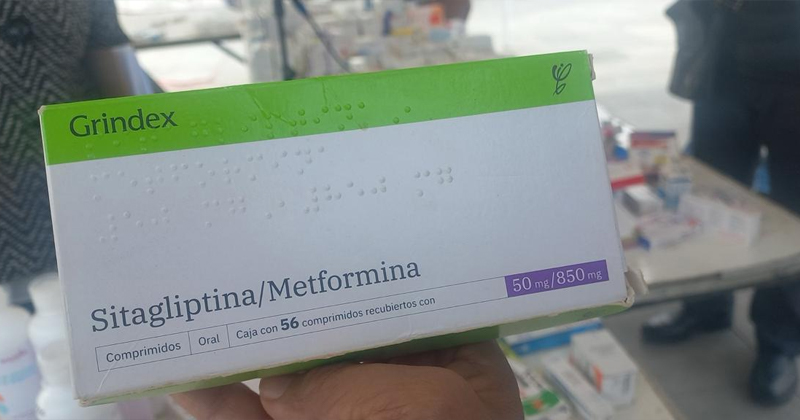 Grindex
Sitagliptina/Metformina
50 mg/850 mg
Comprimidos Oral Caja con 56 comprimidos recubiertos con